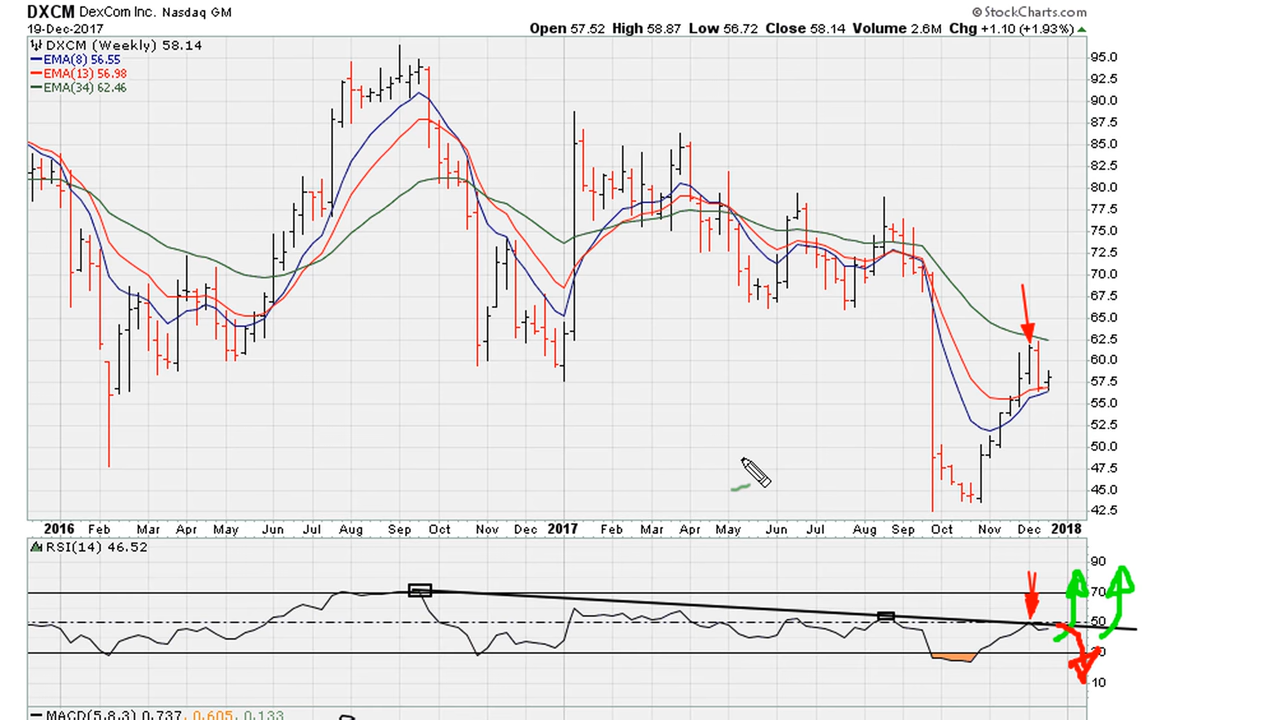 DXCM DexCom Inc. Nasdaq GM
© StockCharts.com
19-Dec-2017
Open 57.52 High 58.87 Low 56.72 Close 58.14 Volume 2.6M Chg +1.10 (+1.93%)
DXCM (Weekly) 58.14
EMA(8) 56.55
EMA(13) 56.98
EMA(34) 62.46
95.0
92.5
90.0
87.5
85.0
82.5
80.0
77.5
75.0
72.5
70.0
67.5
65.0
62.5
60.0
57.5
55.0
52.5
50.0
47.5
45.0
42.5
2016 Feb Mar Apr May Jun Jul Aug Sep Oct Nov Dec 2017 Feb Mar Apr May Jun Jul Aug Sep Oct Nov Dec 2018
RSI(14) 46.52
90
70
50
30
10
MACD(5,8,3) 0.737, 0.605, 0.133